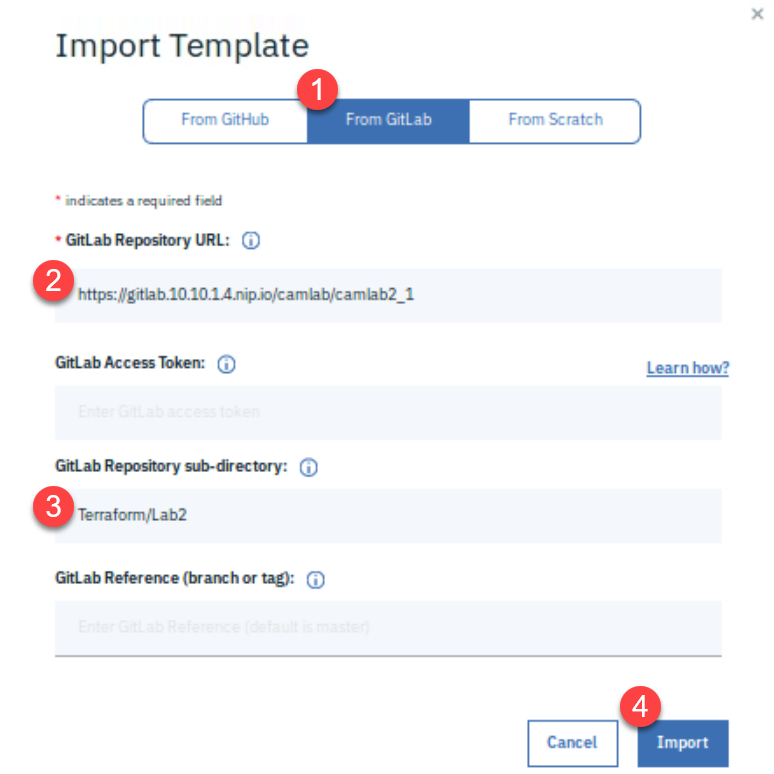 ×
Import Template
1
From GitHub From GitLab From Scratch
* indicates a required field
* GitLab Repository URL: i
2
https://gitlab.10.10.1.4.nip.io/camlab/camlab2_1
GitLab Access Token: i Learn how?
Enter GitLab access token
GitLab Repository sub-directory: i
3
Terraform/Lab2
GitLab Reference (branch or tag): i
Enter GitLab Reference (default is master)
4
Cancel Import